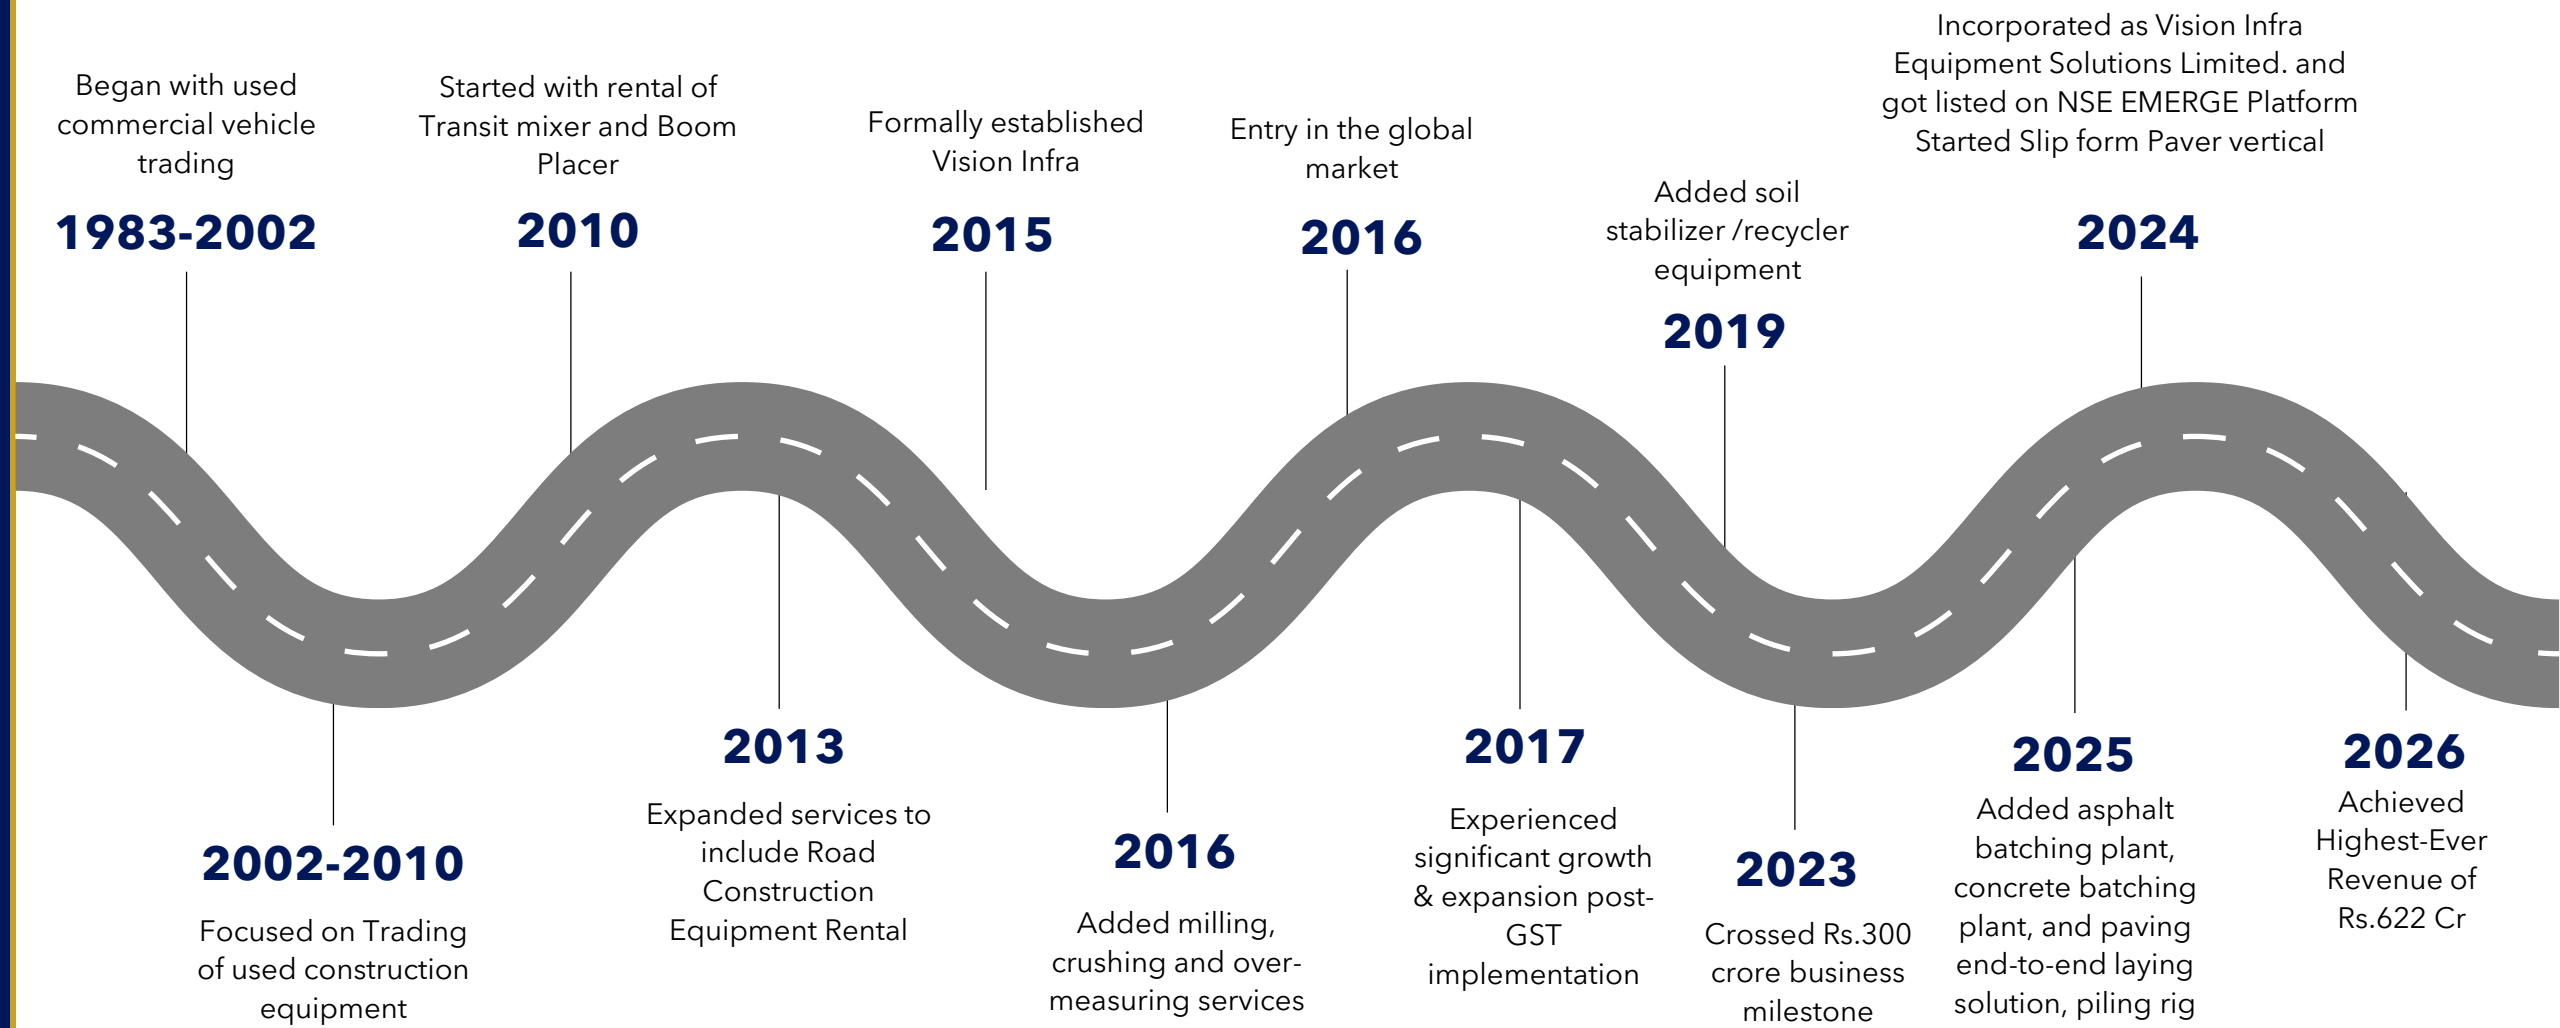 Began with used
commercial vehicle
trading
1983-2002
2002-2010
Focused on Trading
of used construction
equipment
Started with rental of
Transit mixer and Boom
Placer
2010
2013
Expanded services to
include Road
Construction
Equipment Rental
Formally established
Vision Infra
2015
2016
Added milling,
crushing and over-
measuring services
Entry in the global
market
2016
2017
Experienced
significant growth
& expansion post-
GST
implementation
Added soil
stabilizer /recycler
equipment
2019
2023
Crossed Rs.300
crore business
milestone
Incorporated as Vision Infra
Equipment Solutions Limited. and
got listed on NSE EMERGE Platform
Started Slip form Paver vertical
2024
2025
Added asphalt
batching plant,
concrete batching
plant, and paving
end-to-end laying
solution, piling rig
2026
Achieved
Highest-Ever
Revenue of
Rs.622 Cr